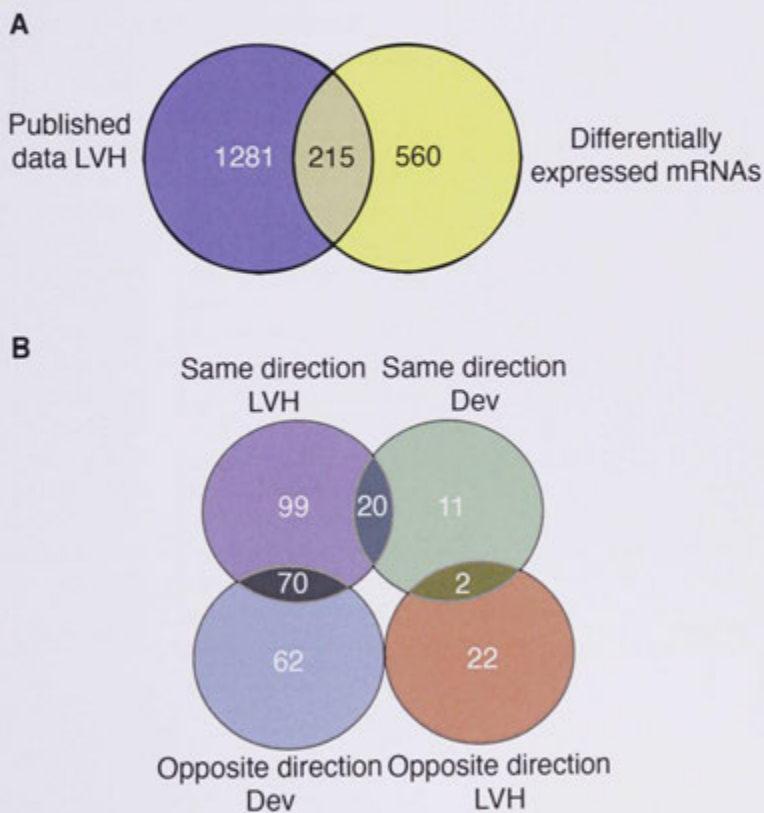 A
Published
data LVH
1281
215
560
Differentially
expressed mRNAs
B
Same direction
LVH
Same direction
Dev
99
20
11
70
2
62
22
Opposite direction
Dev
Opposite direction
LVH